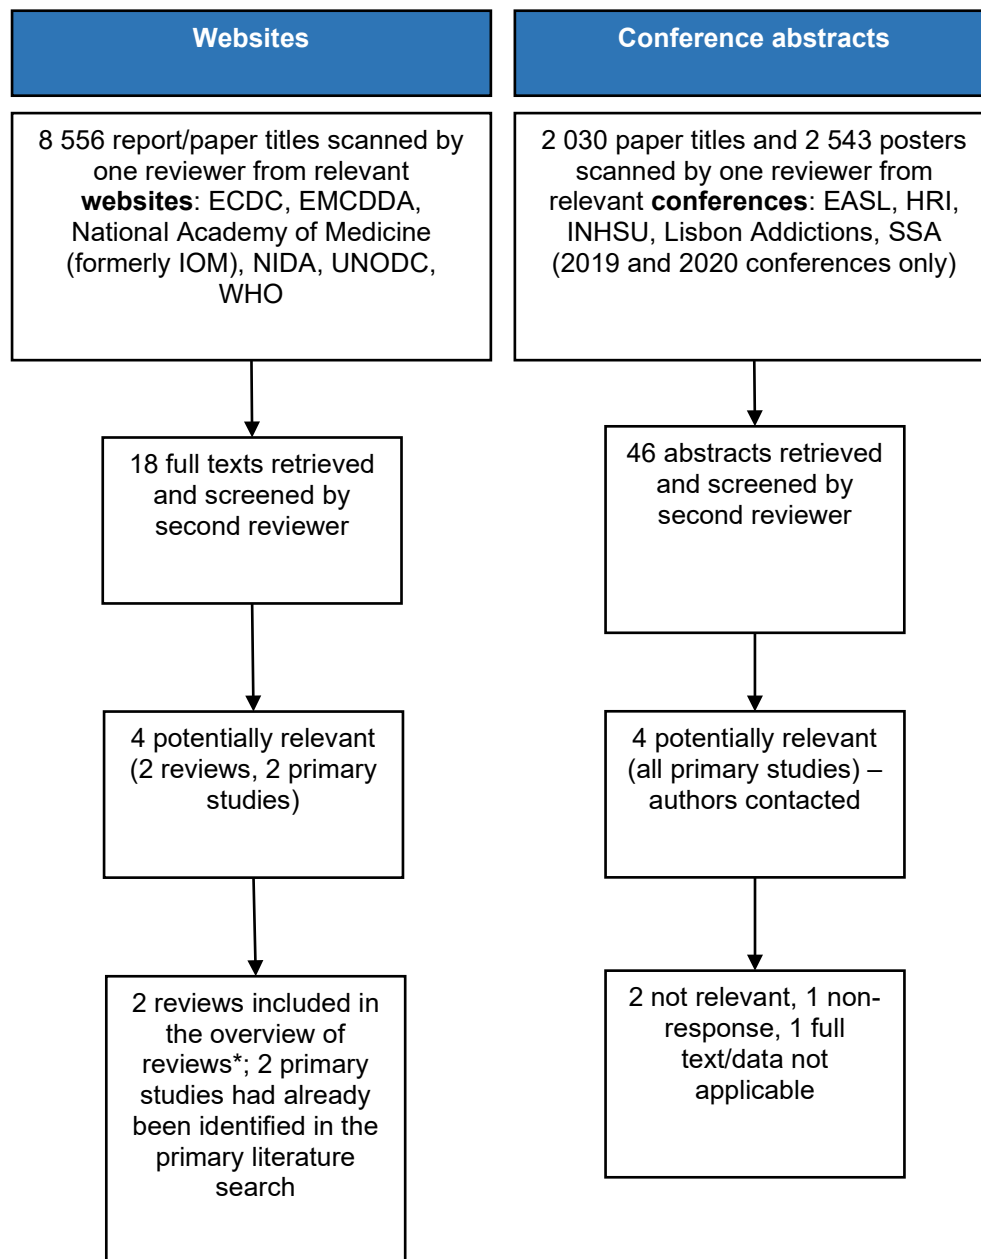 Websites
8 556 report/paper titles scanned by
one reviewer from relevant
websites: ECDC, EMCDDA,
National Academy of Medicine
(formerly IOM), NIDA, UNODC,
WHO
18 full texts retrieved
and screened by
second reviewer
4 potentially relevant
(2 reviews, 2 primary
studies)
2 reviews included in
the overview of
reviews*; 2 primary
studies had already
been identified in the
primary literature
search
Conference abstracts
2 030 paper titles and 2 543 posters
scanned by one reviewer from
relevant conferences: EASL, HRI,
INHSU, Lisbon Addictions, SSA
(2019 and 2020 conferences only)
46 abstracts retrieved
and screened by
second reviewer
4 potentially relevant
(all primary studies) –
authors contacted
2 not relevant, 1 non-
response, 1 full
text/data not
applicable